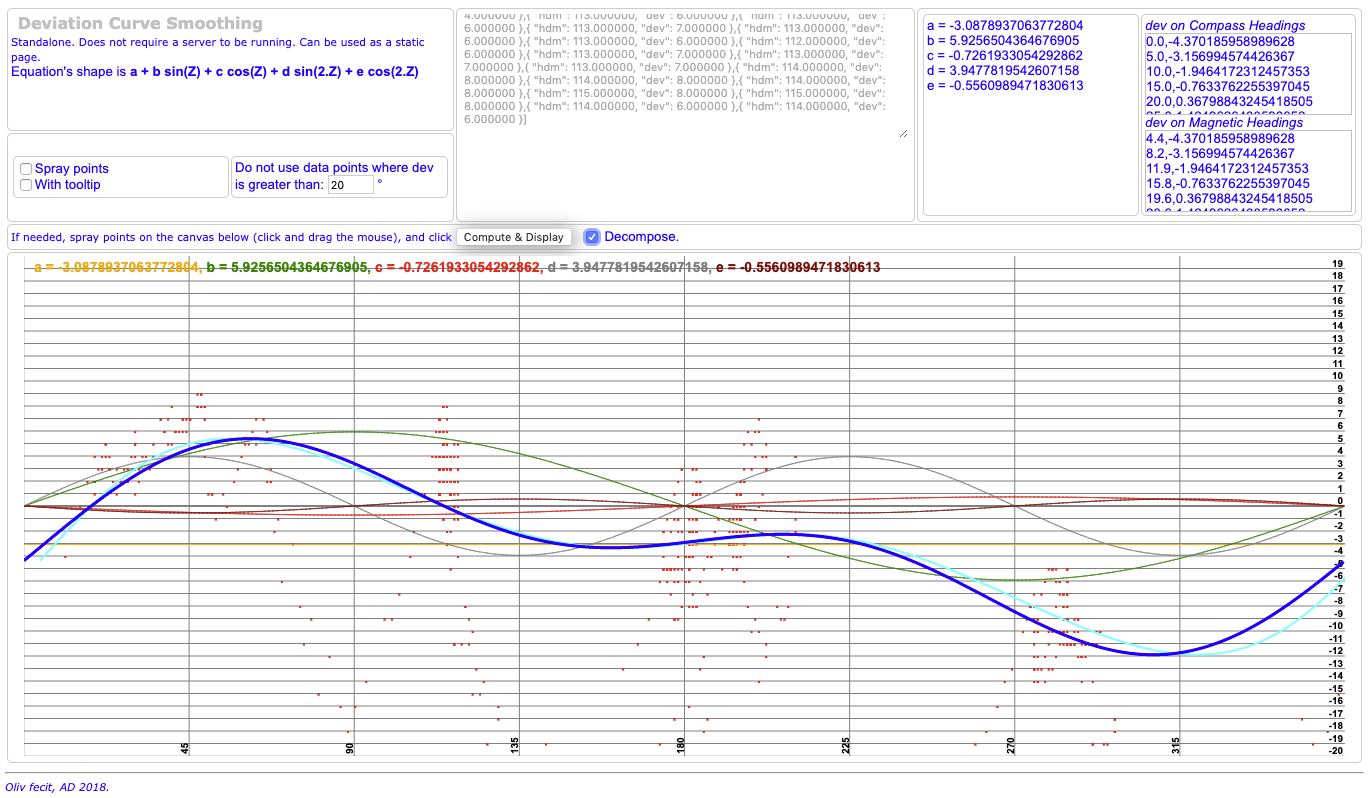 Deviation Curve Smoothing
Standalone. Does not require a server to be running. Can be used as a static
page.
Equation's shape is a + b sin(Z) + c cos(Z) + d sin(2.Z) + e cos(2.Z)
Spray points
With tooltip
Do not use data points where dev
is greater than: 20 °
4.000000 },{ "hdm": 113.000000, "dev": 6.000000 },{ "hdm": 113.000000, "dev":
6.000000 },{ "hdm": 113.000000, "dev": 7.000000 },{ "hdm": 113.000000, "dev":
6.000000 },{ "hdm": 113.000000, "dev": 6.000000 },{ "hdm": 112.000000, "dev":
6.000000 },{ "hdm": 113.000000, "dev": 6.000000 },{ "hdm": 113.000000, "dev":
7.000000 },{ "hdm": 113.000000, "dev": 7.000000 },{ "hdm": 114.000000, "dev":
8.000000 },{ "hdm": 114.000000, "dev": 8.000000 },{ "hdm": 114.000000, "dev":
8.000000 },{ "hdm": 115.000000, "dev": 8.000000 },{ "hdm": 115.000000, "dev":
8.000000 },{ "hdm": 114.000000, "dev": 6.000000 },{ "hdm": 114.000000, "dev":
6.000000 }]
a = -3.0878937063772804
b = 5.9256504364676905
c = -0.7261933054292862
d = 3.9477819542607158
e = -0.5560989471830613
dev on Compass Headings
0.0,-4.370185958989628
5.0,-3.156994574426367
10.0,-1.9464172312457353
15.0,-0.7633762255397045
20.0,0.36798843245418505
dev on Magnetic Headings
4.4,-4.370185958989628
8.2,-3.156994574426367
11.9,-1.9464172312457353
15.8,-0.7633762255397045
19.6,0.36798843245418505
If needed, spray points on the canvas below (click and drag the mouse), and click Compute & Display Decompose.
a = -3.0878937063772804, b = 5.9256504364676905, c = -0.7261933054292862, d = 3.9477819542607158, e = -0.5560989471830613
19
18
17
16
15
14
13
12
11
10
9
8
7
6
5
4
3
2
1
0
-1
-2
-3
-4
-5
-6
-7
-8
-9
-10
-11
-12
-13
-14
-15
-16
-17
-18
-19
-20
45
90
135
180
225
270
315
Oliv fecit, AD 2018.